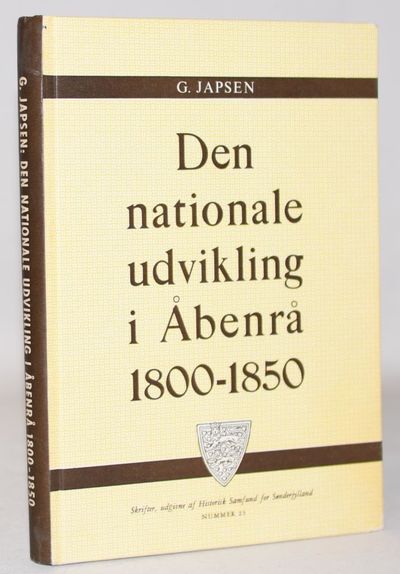 G. JAPSEN: DEN NATIONALE UDVIKLING I ÅBENRÅ 1800-1850
G. JAPSEN
Den
nationale
udvikling
i Åbenrå
1800-1850
Skrifter, udgivne af Historisk Samfund for Sønderjylland
NUMMER 25